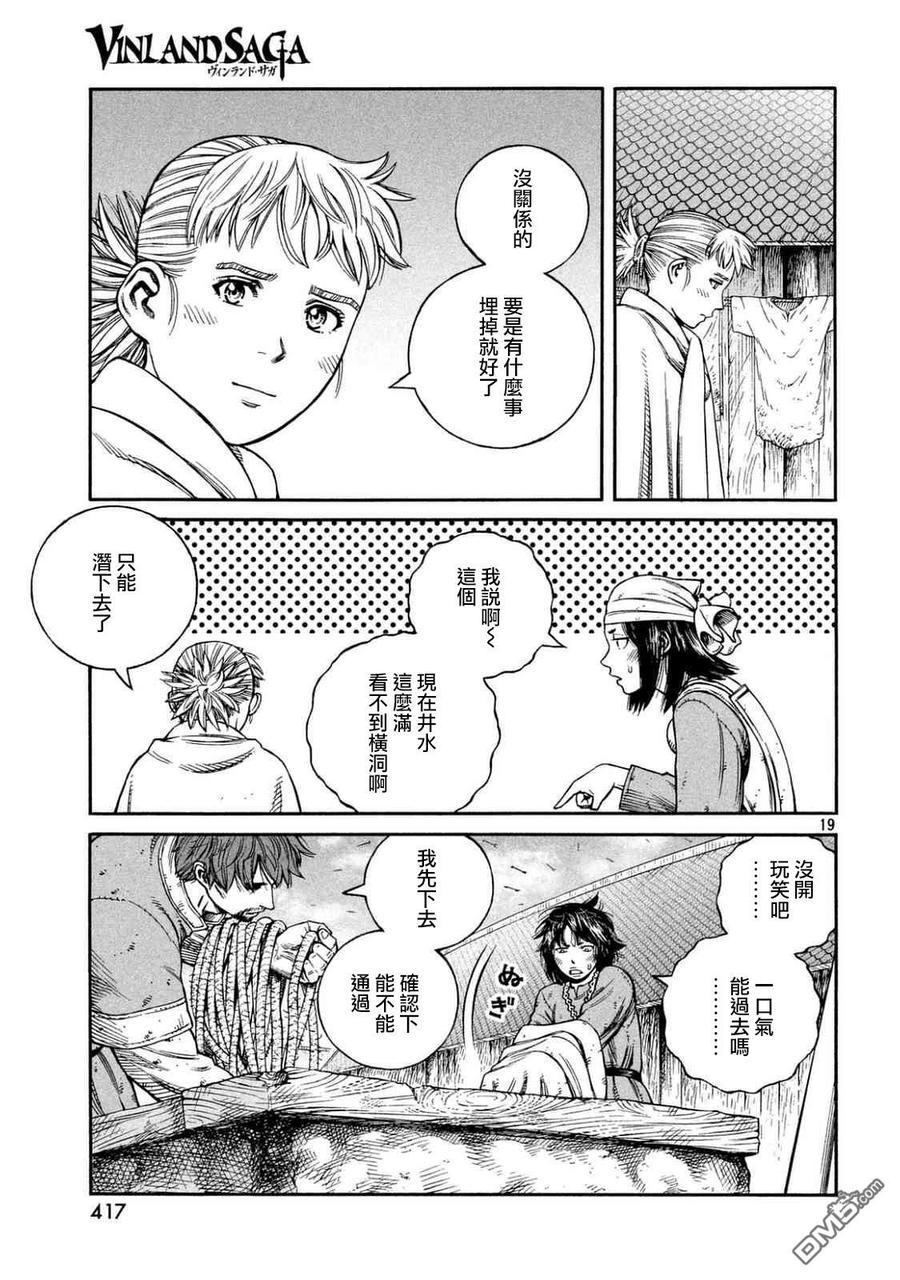 VINLAND SAGA
ヴィンランド・サガ
沒關係的
要是有什麼事
埋掉就好了
我説啊~
這個
現在井水
這麼滿
看不到橫洞啊
只能
潛下去了
19
沒開
玩笑吧
………
一口氣
能過去嗎
…………
ぬぎ
我先下去
確認下
能不能
通過
417
DM5.com